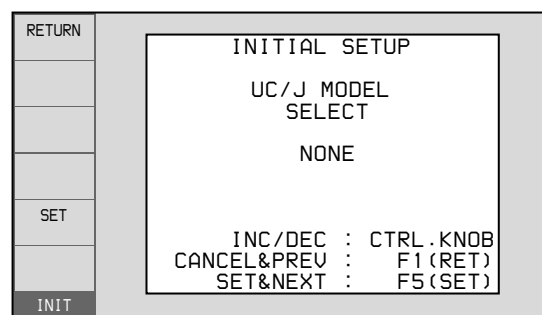 RETURN
SET
INIT
INITIAL SETUP
UC/J MODEL
SELECT
NONE
INC/DEC : CTRL.KNOB
CANCEL&PREV : F1(RET)
SET&NEXT : F5(SET)